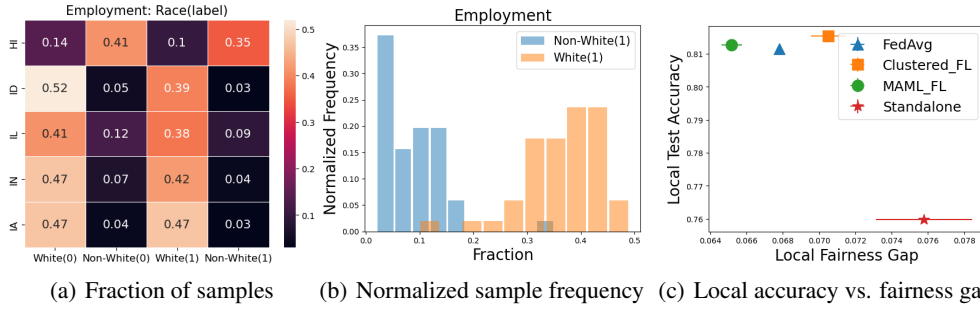 Employment: Race(label)
HI 0.14 0.41 0.1 0.35
ID 0.52 0.05 0.39 0.03
IL 0.41 0.12 0.38 0.09
IN 0.47 0.07 0.42 0.04
IA 0.47 0.04 0.47 0.03
White(0) Non-White(0) White(1) Non-White(1)
0.5
0.4
0.3
0.2
0.1
(a) Fraction of samples
Employment
Non-White(1)
White(1)
Normalized Frequency
0.35
0.30
0.25
0.20
0.15
0.10
0.05
0.00
0.0 0.1 0.2 0.3 0.4 0.5
Fraction
(b) Normalized sample frequency
FedAvg
Clustered_FL
MAML_FL
Standalone
Local Test Accuracy
0.81
0.80
0.79
0.78
0.77
0.76
0.064 0.066 0.068 0.070 0.072 0.074 0.076 0.078
Local Fairness Gap
(c) Local accuracy vs. fairness ga